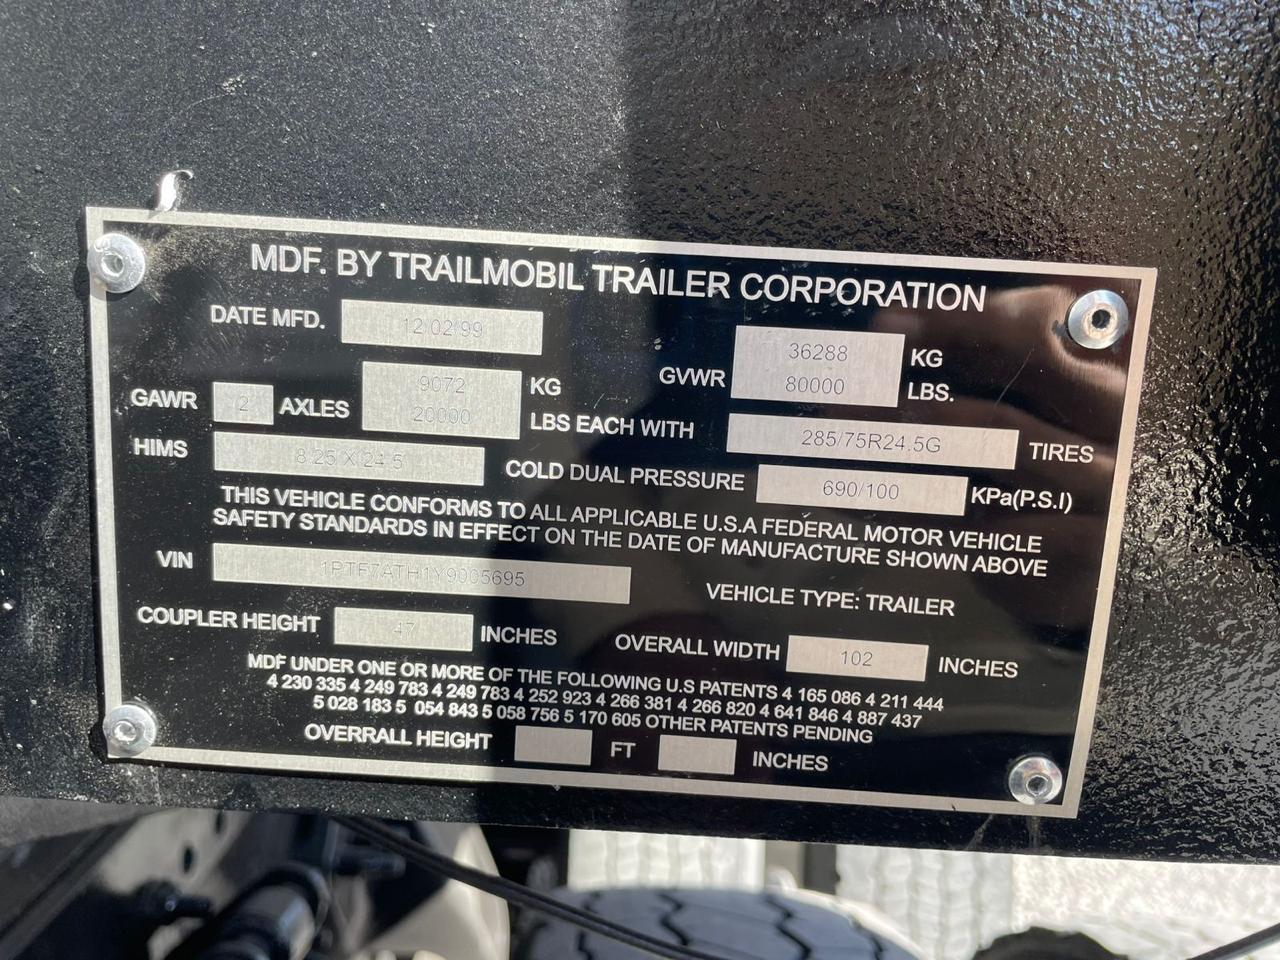 MDF. BY TRAILMOBIL TRAILER CORPORATION
DATE MFD. 12/02/99
GVWR 36288 KG
80000 LBS.
GAWR 2 AXLES 9072 KG
20000 LBS EACH WITH 285/75R24.5G TIRES
HIMS 8.25 X 24.5 COLD DUAL PRESSURE 690/100 KPa(P.S.I)
THIS VEHICLE CONFORMS TO ALL APPLICABLE U.S.A FEDERAL MOTOR VEHICLE
SAFETY STANDARDS IN EFFECT ON THE DATE OF MANUFACTURE SHOWN ABOVE
VIN 1PTF7ATH1Y9005695 VEHICLE TYPE: TRAILER
COUPLER HEIGHT 47 INCHES OVERALL WIDTH 102 INCHES
MDF UNDER ONE OR MORE OF THE FOLLOWING U.S PATENTS 4 165 086 4 211 444
4 230 335 4 249 783 4 249 783 4 252 923 4 266 381 4 266 820 4 641 846 4 887 437
5 028 183 5 054 843 5 058 756 5 170 605 OTHER PATENTS PENDING
OVERRALL HEIGHT FT INCHES